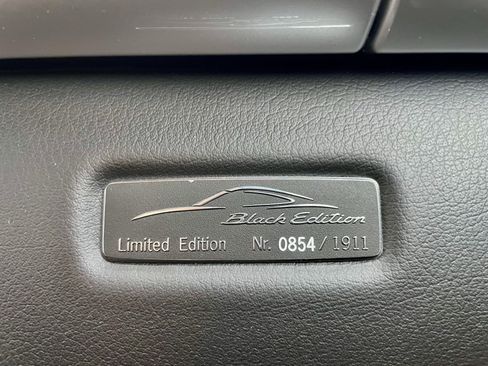 Black Edition
Limited Edition Nr. 0854 / 1911